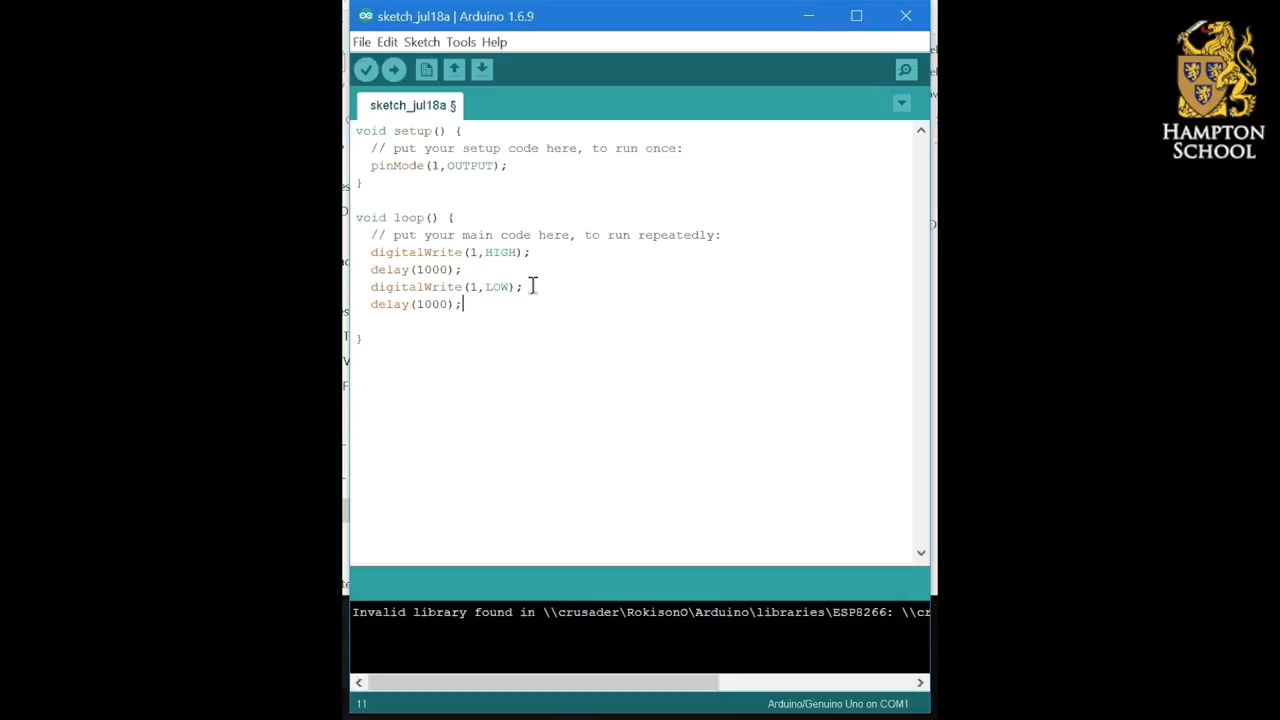 sketch_jul18a | Arduino 1.6.9
File Edit Sketch Tools Help
sketch_jul18a §
void setup() {
// put your setup code here, to run once:
pinMode(1,OUTPUT);
}
void loop() {
// put your main code here, to run repeatedly:
digitalWrite(1,HIGH);
delay(1000);
digitalWrite(1,LOW);
delay(1000);
}
Invalid library found in \\crusader\RokisonO\Arduino\libraries\ESP8266: \\cr
11
Arduino/Genuino Uno on COM1
HAMPTON
SCHOOL